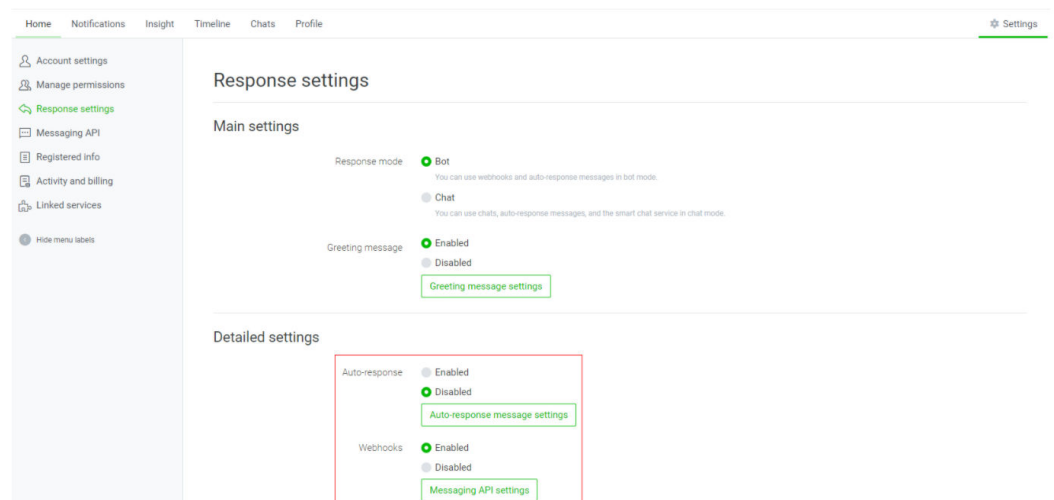 Home Notifications Insight Timeline Chats Profile Settings
Account settings
Manage permissions
Response settings
Messaging API
Registered info
Activity and billing
Linked services
Hide menu labels
Response settings
Main settings
Response mode Bot
You can use webhooks and auto-response messages in bot mode.
Chat
You can use chats, auto-response messages, and the smart chat service in chat mode.
Greeting message Enabled
Disabled
Greeting message settings
Detailed settings
Auto-response Enabled
Disabled
Auto-response message settings
Webhooks Enabled
Disabled
Messaging API settings